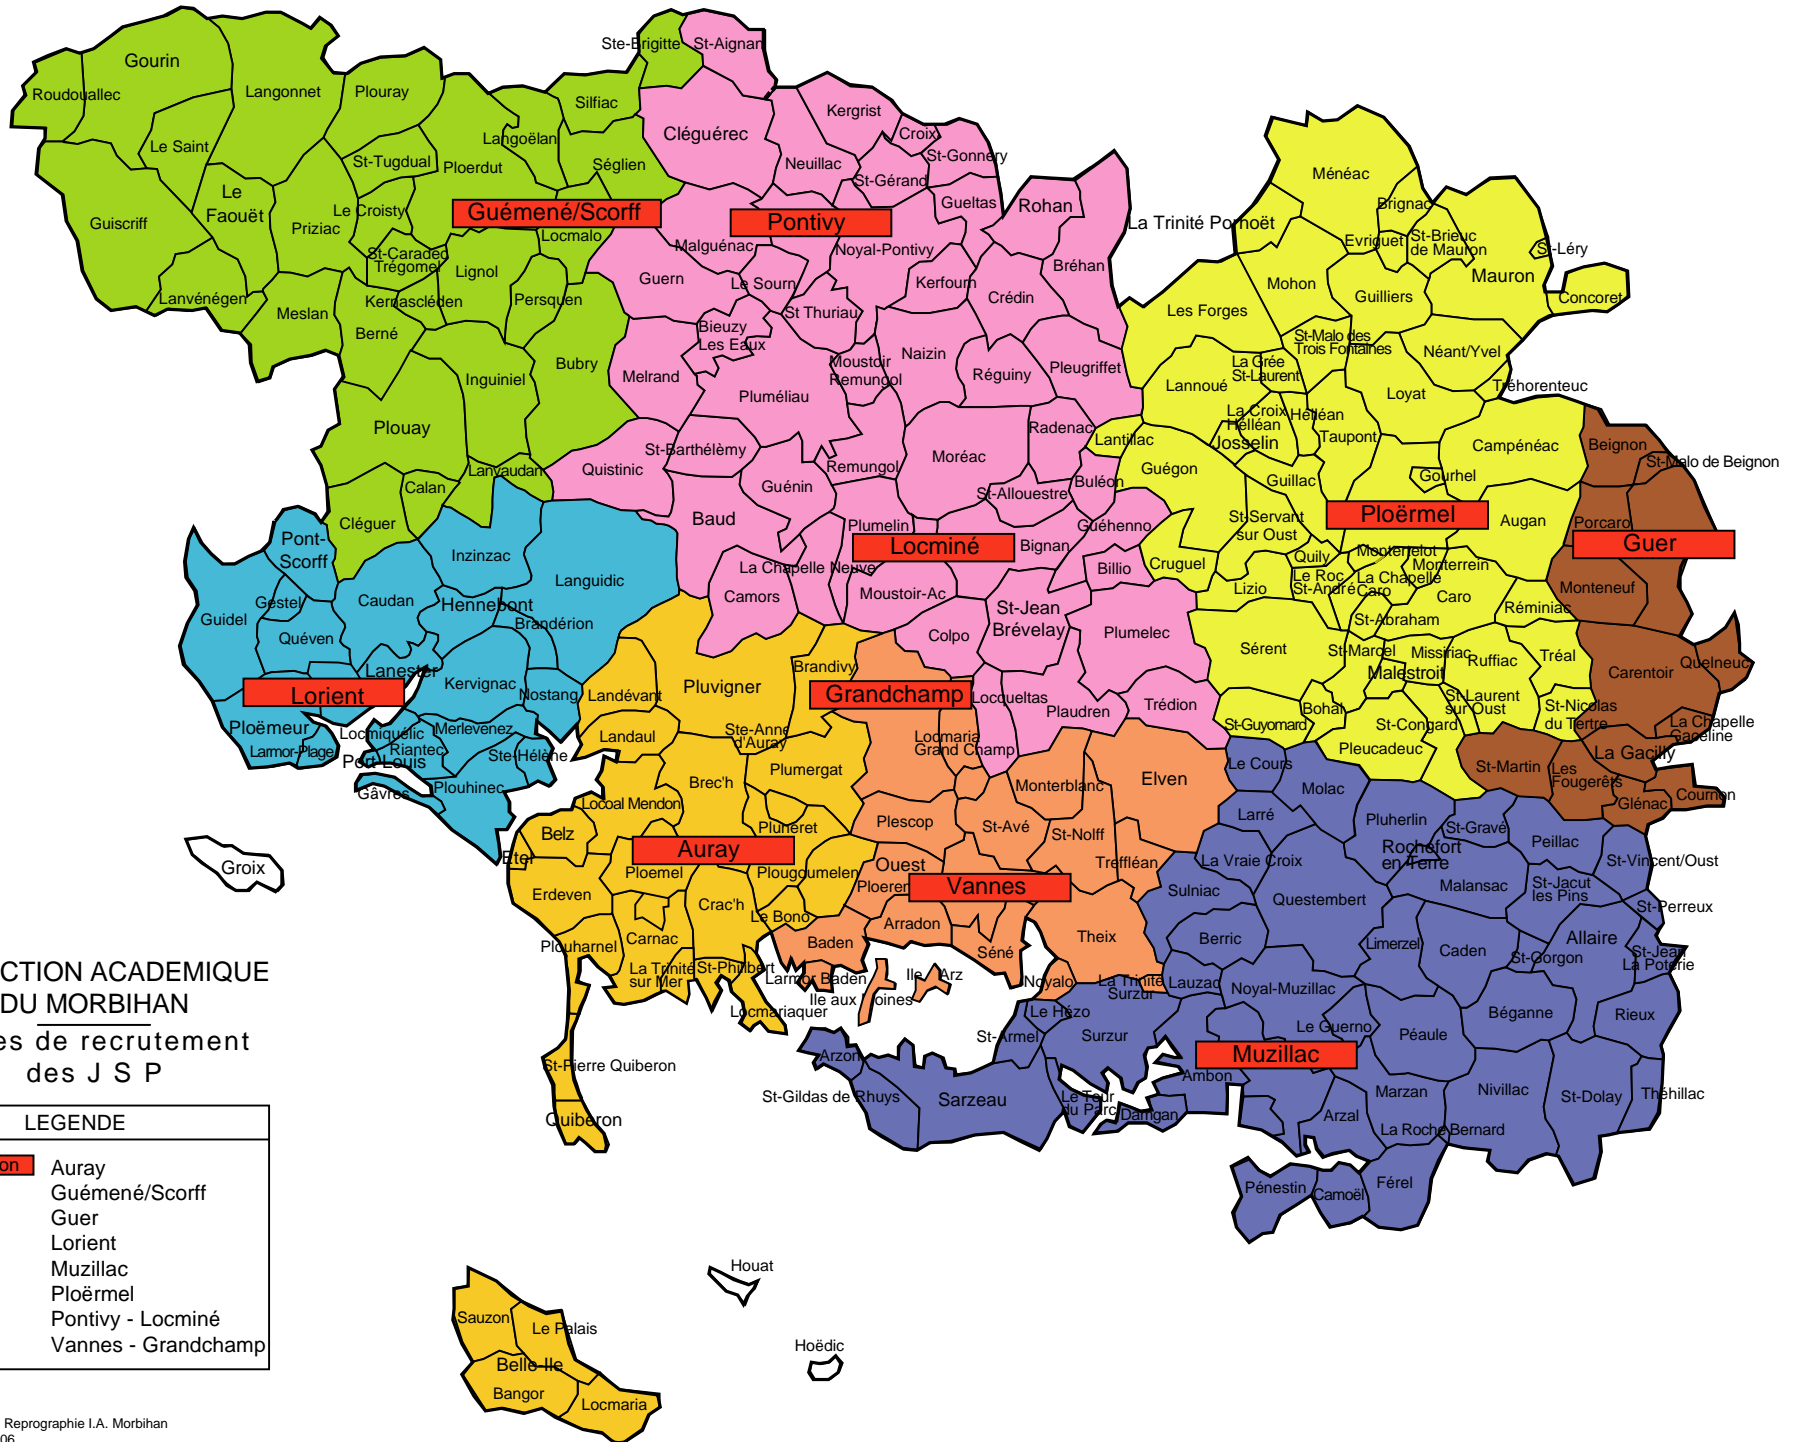 Ste-Brigitte
St-Aignan
Gourin
Roudouallec
Langonnet
Plouray
Silfiac
Kergrist
Cléguérec
Croix
Le Saint
Langoëlan
St-Tugdual
Ploerdut
Séglien
Neuillac
St-Gonnery
St-Gérand
Ménéac
Le
Faouët
Guiscriff
Priziac
Le Croisty
Guémené/Scorff
Pontivy
Gueltas
Rohan
La Trinité Pornoët
Brignac
Locmalo
Malguénac
Noyal-Pontivy
Evriguet
St-Brieuc
de Mauron
St-Léry
St-Caradec
Trégomel
Lignol
Guern
Le Sourn
Kerfourn
Bréhan
Mohon
Mauron
Lanvénégen
Meslan
Kernascléden
Persquen
Crédin
Guilliers
Concoret
Berné
St Thuriau
Les Forges
Bieuzy
Les Eaux
St-Malo des
Trois Fontaines
Néant/Yvel
Bubry
Inguiniel
Melrand
Moustoir
Remungol
Naizin
Réguiny
Pleugriffet
La Grée
St-Laurent
Lannoué
Loyat
Tréhorenteuc
Pluméliau
Plouay
La Croix
Helléan
Helléan
Josselin
Taupont
Radenac
Lantillac
Campénéac
Beignon
St-Malo de Beignon
St-Barthélèmy
Quistinic
Lanvaudan
Remungol
Moréac
Guégon
Calan
Guénin
St-Allouestre
Buléon
Guillac
Gourhel
Cléguer
Baud
Plumelin
Guéhenno
St-Servant
sur Oust
Ploërmel
Augan
Porcaro
Guer
Pont-
Scorff
Inzinzac
Locminé
Bignan
Languidic
La Chapelle Neuve
Billio
Cruguel
Quily
Monterrelot
Monterrein
Gestel
Caudan
Hennebont
Camors
Moustoir-Ac
Lizio
Le Roc
St-André
La Chapelle
Caro
Caro
Monteneuf
Guidel
Brandérion
St-Jean
Brévelay
Réminiac
Quéven
Colpo
Plumelec
St-Abraham
Sérent
St-Marcel
Missiriac
Ruffiac
Tréal
Lanester
Brandivy
Malestroit
Carentoir
Quelneuc
Lorient
Kervignac
Nostang
Landévant
Pluvigner
Grandchamp
Locqueltas
Plaudren
Trédion
Bohal
St-Laurent
sur Oust
St-Nicolas
du Tertre
Ploëmeur
Locmiquélic
Merlevenez
Landaul
Ste-Anne
d'Auray
Locmaria
Grand Champ
St-Guyomard
St-Congard
La Chapelle
Gaceline
Larmor-Plage
Riantec
Port-Louis
Ste-Hélène
Pleucadeuc
La Gacilly
Gâvres
Plouhinec
Brec'h
Plumergat
Monterblanc
Elven
Le Cours
Molac
St-Martin
Les
Fougerêts
Glénac
Cournon
Locoal Mendon
Belz
Pluneret
Plescop
St-Avé
St-Nolff
Larré
Pluherlin
St-Gravé
Peillac
Auray
Etel
Ploemel
Plougoumelen
Ouest
Treffléan
La Vraie Croix
Rochefort
en Terre
St-Vincent/Oust
Groix
Erdeven
Crac'h
Ploeren
Vannes
Sulniac
Questembert
Malansac
St-Jacut
les Pins
St-Perreux
Le Bono
Arradon
Carnac
Plouharnel
Baden
Séné
Theix
Berric
Limerzel
Caden
Allaire
St-Gorgon
St-Jean
La Poterie
La Trinité
sur Mer
St-Philibert
Larmor Baden
Ile d'Arz
Ile aux Moines
Noyalo
La Trinité
Surzur
Lauzac
Noyal-Muzillac
Locmariaquer
Le Hézo
Le Guerno
Péaule
Béganne
Rieux
St-Armel
Surzur
Muzillac
Arzon
St-Pierre Quiberon
Ambon
St-Gildas de Rhuys
Sarzeau
Le Tour
du Parc
Damgan
Marzan
Nivillac
St-Dolay
Théhillac
Quiberon
Arzal
La Roche Bernard
Pénestin
Camoël
Férel
CTION ACADEMIQUE
DU MORBIHAN
es de recrutement
des J S P
LEGENDE
on
Auray
Guémené/Scorff
Guer
Lorient
Muzillac
Ploërmel
Pontivy - Locminé
Vannes - Grandchamp
Houat
Hoëdic
Sauzon
Le Palais
Belle-Ile
Bangor
Locmaria
Reprographie I.A. Morbihan
06